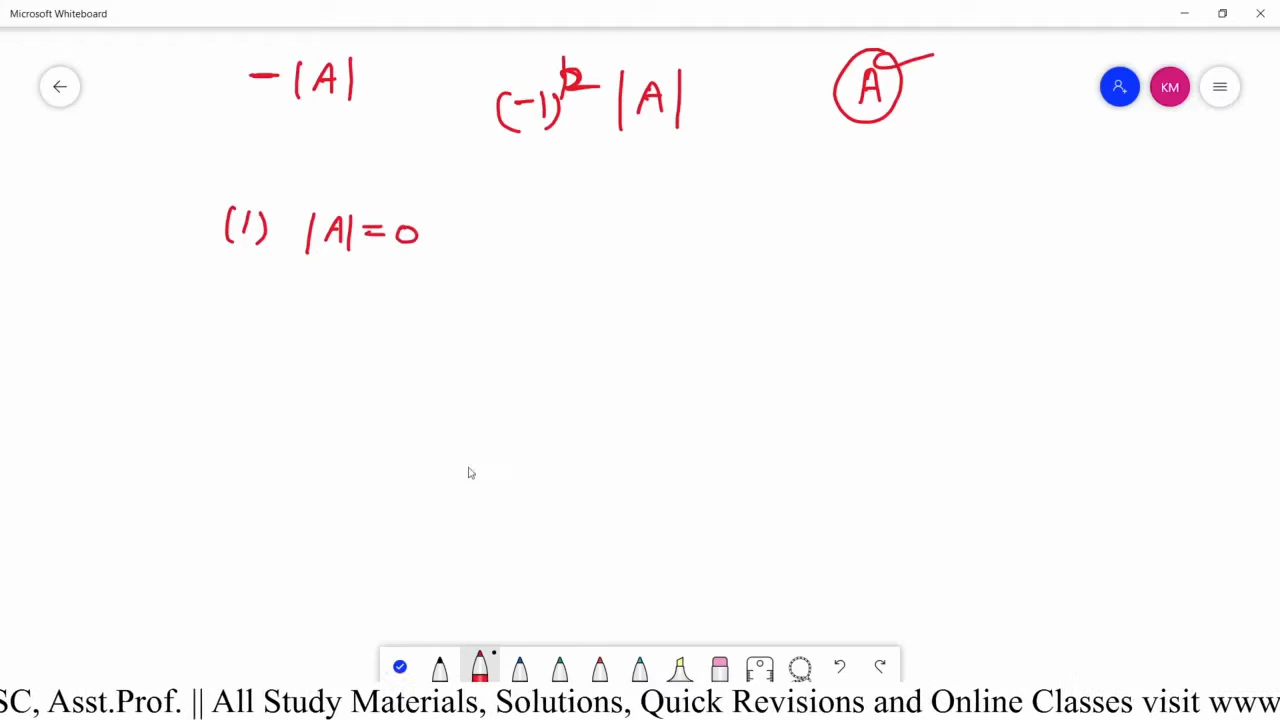 Microsoft Whiteboard
-|A| (-1) |A| A
KM
(1) |A| = 0
SC, Asst.Prof. || All Study Materials, Solutions, Quick Revisions and Online Classes visit www